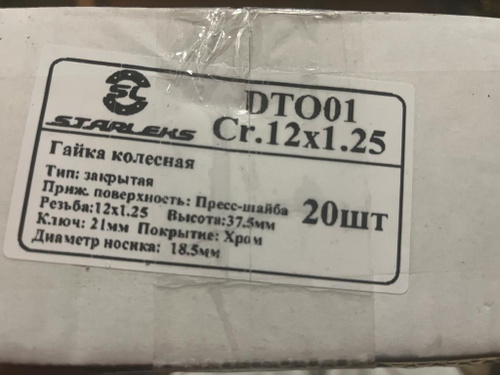 SL
STARLEKS
DTO01
Cr.12x1.25
Гайка колесная
Тип: закрытая
Приж. поверхность: Пресс-шайба
Резьба:12x1.25 Высота:37.5мм
Ключ: 21мм Покрытие: Хром
Диаметр носика: 18.5мм
20шт